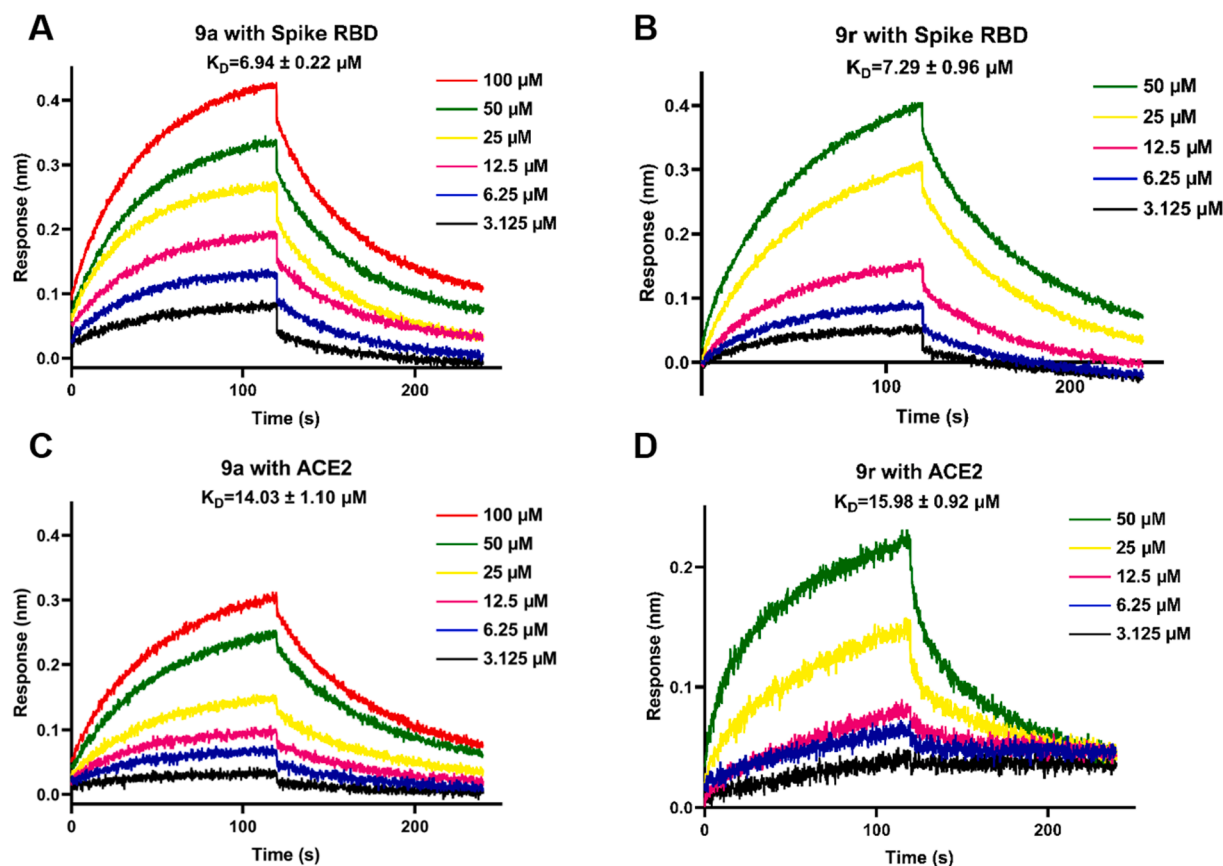 A
9a with Spike RBD
K_D=6.94 ± 0.22 µM
100 µM
50 µM
25 µM
12.5 µM
6.25 µM
3.125 µM
Response (nm)
0.4
0.3
0.2
0.1
0.0
0
100
200
Time (s)
B
9r with Spike RBD
K_D=7.29 ± 0.96 µM
50 µM
25 µM
12.5 µM
6.25 µM
3.125 µM
Response (nm)
0.4
0.3
0.2
0.1
0.0
100
200
Time (s)
C
9a with ACE2
K_D=14.03 ± 1.10 µM
100 µM
50 µM
25 µM
12.5 µM
6.25 µM
3.125 µM
Response (nm)
0.4
0.3
0.2
0.1
0.0
0
100
200
Time (s)
D
9r with ACE2
K_D=15.98 ± 0.92 µM
50 µM
25 µM
12.5 µM
6.25 µM
3.125 µM
Response (nm)
0.2
0.1
0.0
0
100
200
Time (s)